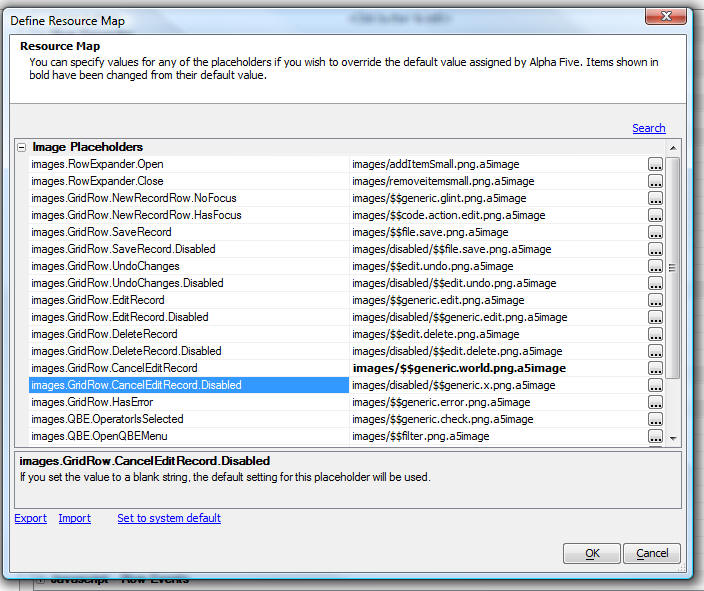 Define Resource Map
Resource Map
You can specify values for any of the placeholders if you wish to override the default value assigned by Alpha Five. Items shown in
bold have been changed from their default value.
Search
Image Placeholders
images.RowExpander.Open images/addItemSmall.png.a5image
images.RowExpander.Close images/removeitemsmall.png.a5image
images.GridRow.NewRecordRow.NoFocus images/$$generic.glint.png.a5image
images.GridRow.NewRecordRow.HasFocus images/$$code.action.edit.png.a5image
images.GridRow.SaveRecord images/$$file.save.png.a5image
images.GridRow.SaveRecord.Disabled images/disabled/$$file.save.png.a5image
images.GridRow.UndoChanges images/$$edit.undo.png.a5image
images.GridRow.UndoChanges.Disabled images/disabled/$$edit.undo.png.a5image
images.GridRow.EditRecord images/$$generic.edit.png.a5image
images.GridRow.EditRecord.Disabled images/disabled/$$generic.edit.png.a5image
images.GridRow.DeleteRecord images/$$edit.delete.png.a5image
images.GridRow.DeleteRecord.Disabled images/disabled/$$edit.delete.png.a5image
images.GridRow.CancelEditRecord images/$$generic.world.png.a5image
images.GridRow.CancelEditRecord.Disabled images/disabled/$$generic.x.png.a5image
images.GridRow.HasError images/$$generic.error.png.a5image
images.QBE.OperatorIsSelected images/$$generic.check.png.a5image
images.QBE.OpenQBEMenu images/$$filter.png.a5image
images.GridRow.CancelEditRecord.Disabled
If you set the value to a blank string, the default setting for this placeholder will be used.
Export Import Set to system default
OK Cancel
Javascript - Row Events